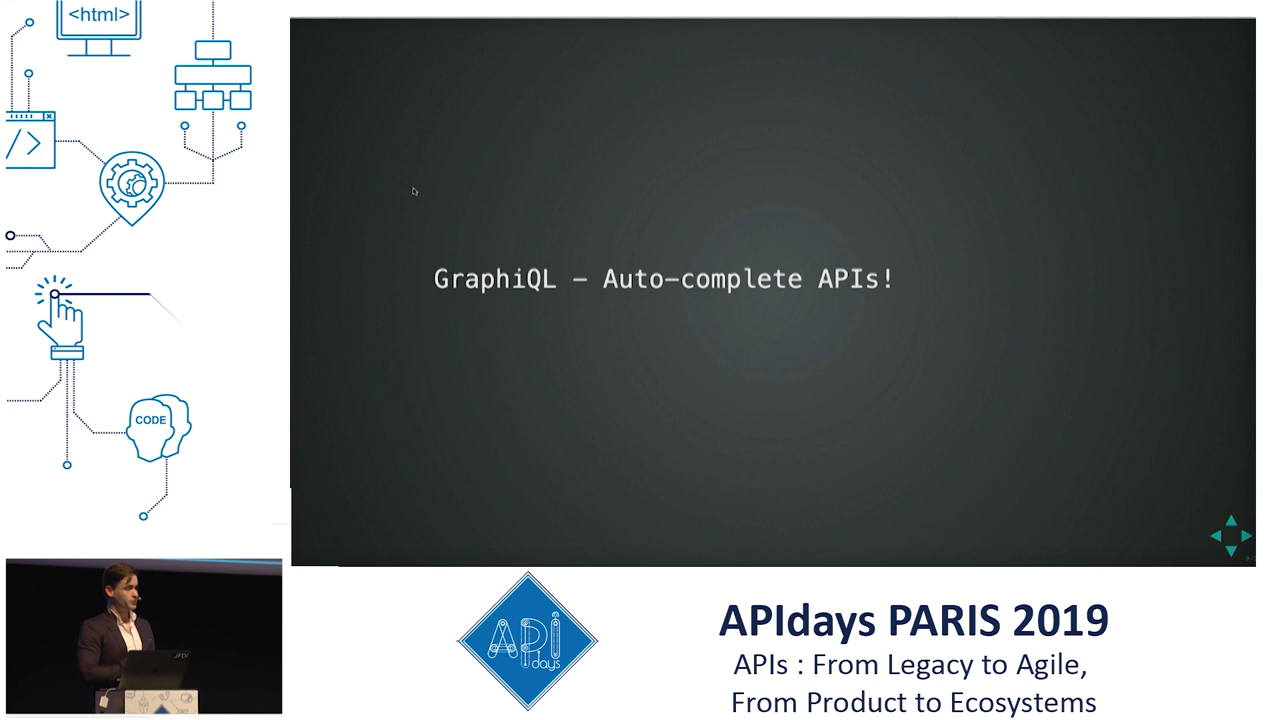 <html>
</>
CODE
GraphiQL – Auto-complete APIs!
JFDI
API
days
APIdays PARIS 2019
APIs : From Legacy to Agile,
From Product to Ecosystems